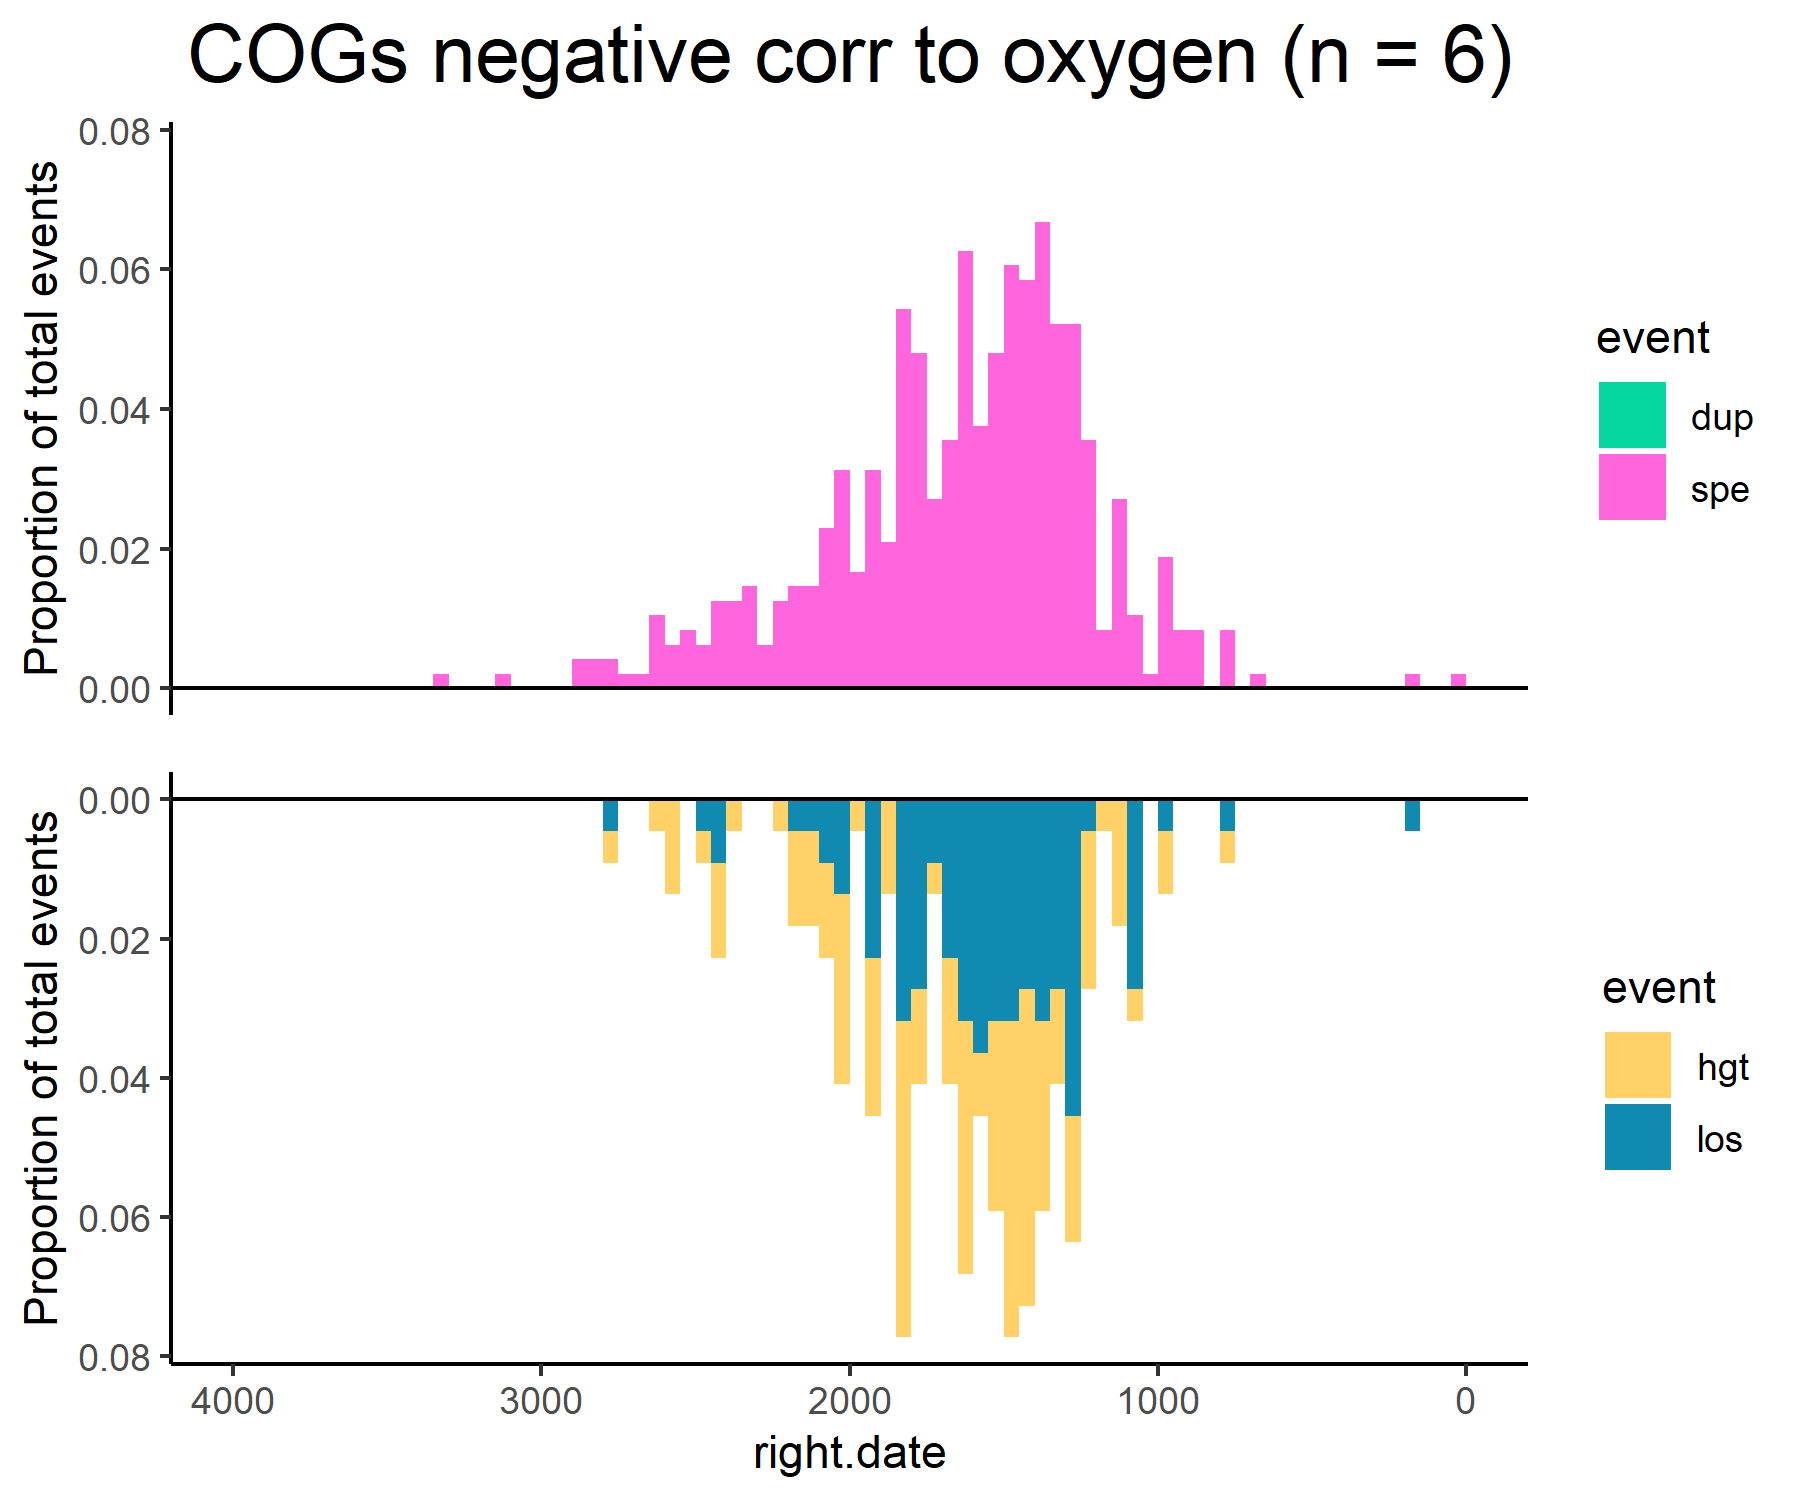 COGs negative corr to oxygen (n = 6)
Proportion of total events
0.08
0.06
0.04
0.02
0.00
event
dup
spe
Proportion of total events
0.00
0.02
0.04
0.06
0.08
event
hgt
los
4000 3000 2000 1000 0
right.date